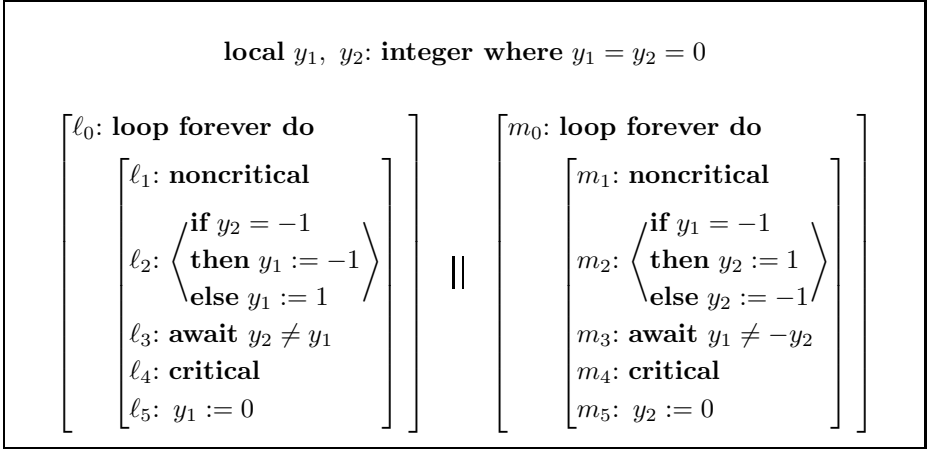 local y₁, y₂: integer where y₁ = y₂ = 0
ℓ₀: loop forever do
ℓ₁: noncritical
if y₂ = −1
ℓ₂: ⟨ then y₁ := −1 ⟩
else y₁ := 1
ℓ₃: await y₂ ≠ y₁
ℓ₄: critical
ℓ₅: y₁ := 0
||
m₀: loop forever do
m₁: noncritical
if y₁ = −1
m₂: ⟨ then y₂ := 1 ⟩
else y₂ := −1
m₃: await y₁ ≠ −y₂
m₄: critical
m₅: y₂ := 0